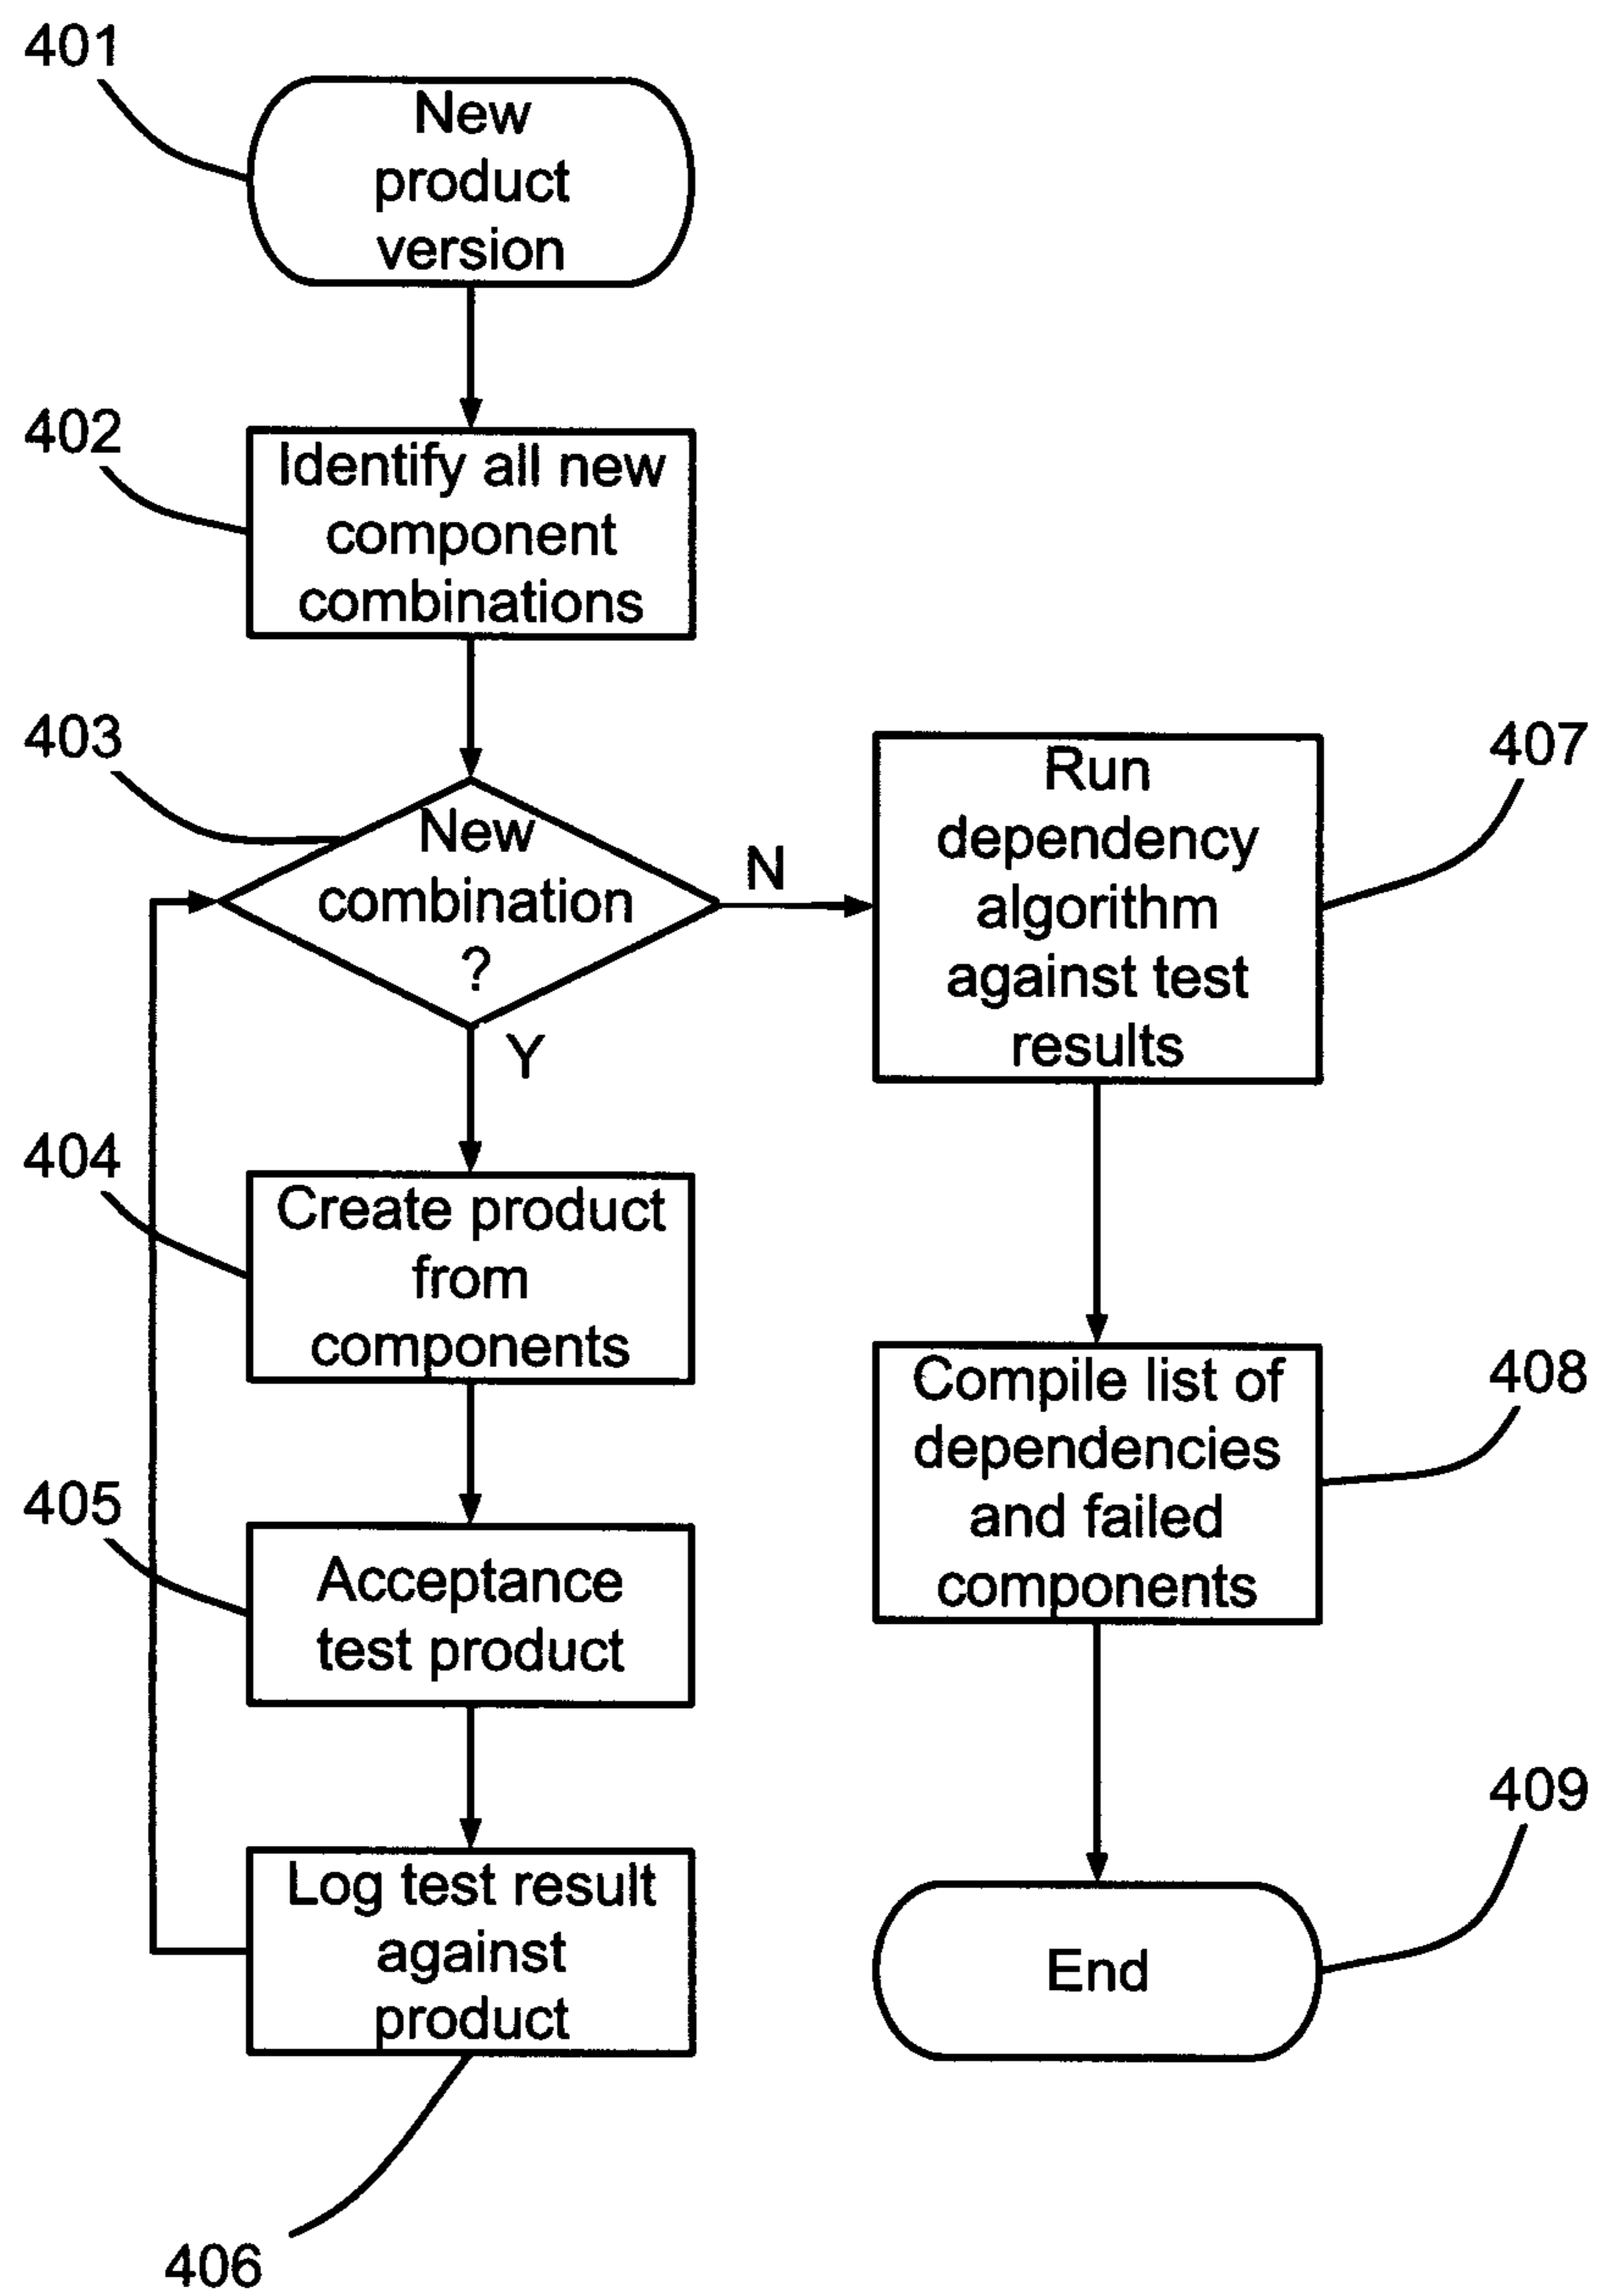 401
New
product
version
402
Identify all new
component
combinations
403
New
combination
?
N
Y
404
Create product
from
components
405
Acceptance
test product
Log test result
against
product
406
Run
dependency
algorithm
against test
results
407
Compile list of
dependencies
and failed
components
408
409
End